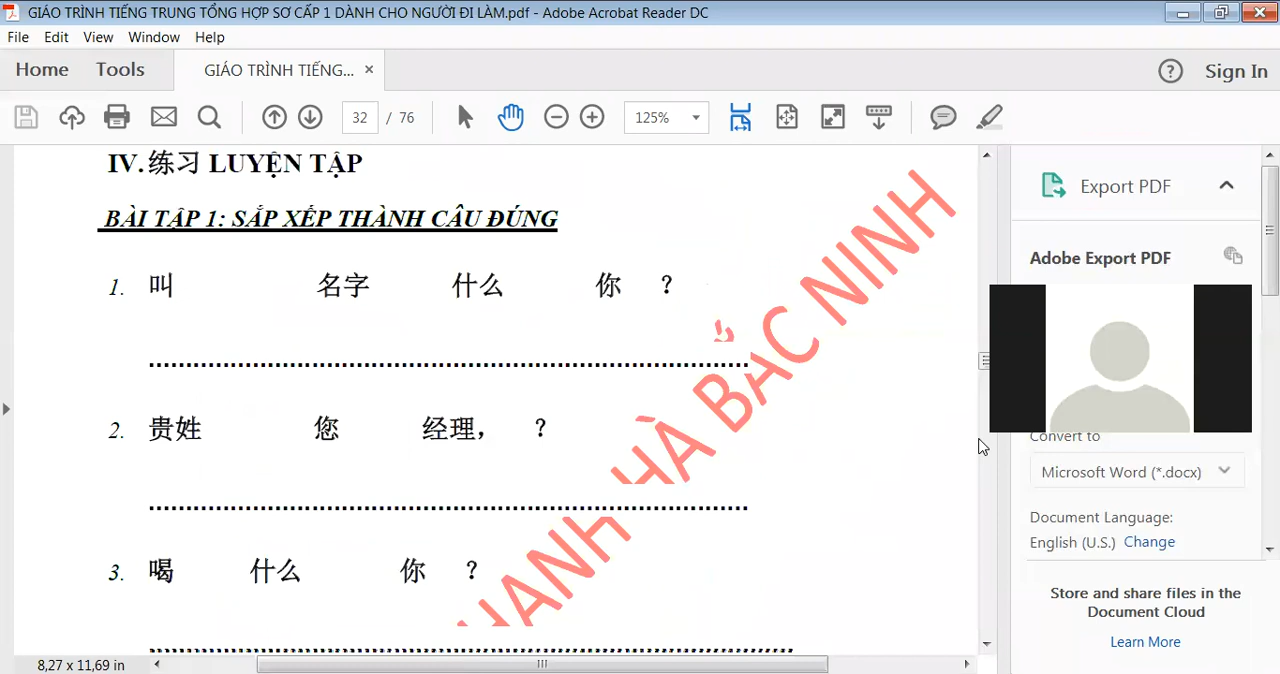 GIÁO TRÌNH TIẾNG TRUNG TỔNG HỢP SƠ CẤP 1 DÀNH CHO NGƯỜI ĐI LÀM.pdf - Adobe Acrobat Reader DC
File Edit View Window Help
Home Tools GIÁO TRÌNH TIẾNG... × Sign In
32 / 76 125%
IV. 练习 LUYỆN TẬP
BÀI TẬP 1: SẮP XẾP THÀNH CÂU ĐÚNG
1. 叫 名字 什么 你 ?
2. 贵姓 您 经理, ?
3. 喝 什么 你 ?
HANH HÀ BẮC NINH
Export PDF
Adobe Export PDF
Convert to
Microsoft Word (*.docx)
Document Language:
English (U.S.) Change
Store and share files in the
Document Cloud
Learn More
8,27 x 11,69 in